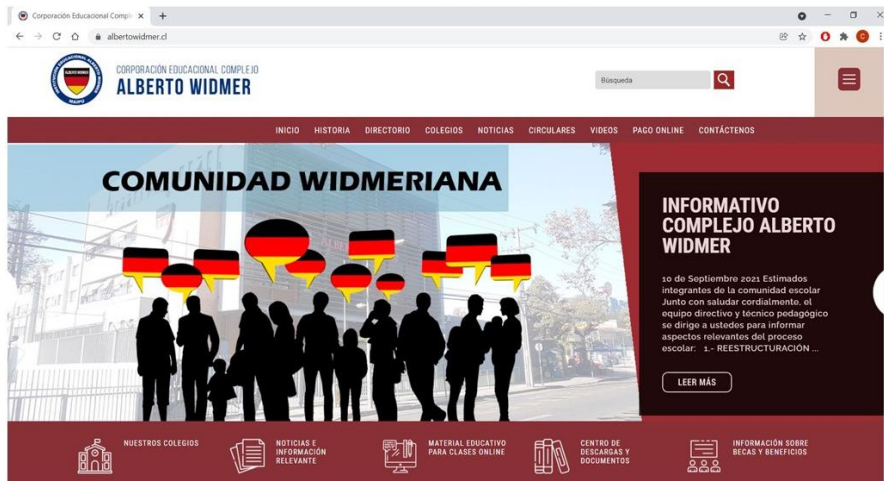 Corporación Educacional Compl
albertowidmer.cl
CORPORACIÓN EDUCACIONAL COMPLEJO
ALBERTO WIDMER
Búsqueda
INICIO HISTORIA DIRECTORIO COLEGIOS NOTICIAS CIRCULARES VIDEOS PAGO ONLINE CONTÁCTENOS
COMUNIDAD WIDMERIANA
INFORMATIVO
COMPLEJO ALBERTO
WIDMER
10 de Septiembre 2021 Estimados
integrantes de la comunidad escolar
Junto con saludar cordialmente, el
equipo directivo y técnico pedagógico
se dirige a ustedes para informar
aspectos relevantes del proceso
escolar: 1.- REESTRUCTURACIÓN ...
LEER MÁS
NUESTROS COLEGIOS
NOTICIAS E
INFORMACIÓN
RELEVANTE
MATERIAL EDUCATIVO
PARA CLASES ONLINE
CENTRO DE
DESCARGAS Y
DOCUMENTOS
INFORMACIÓN SOBRE
BECAS Y BENEFICIOS